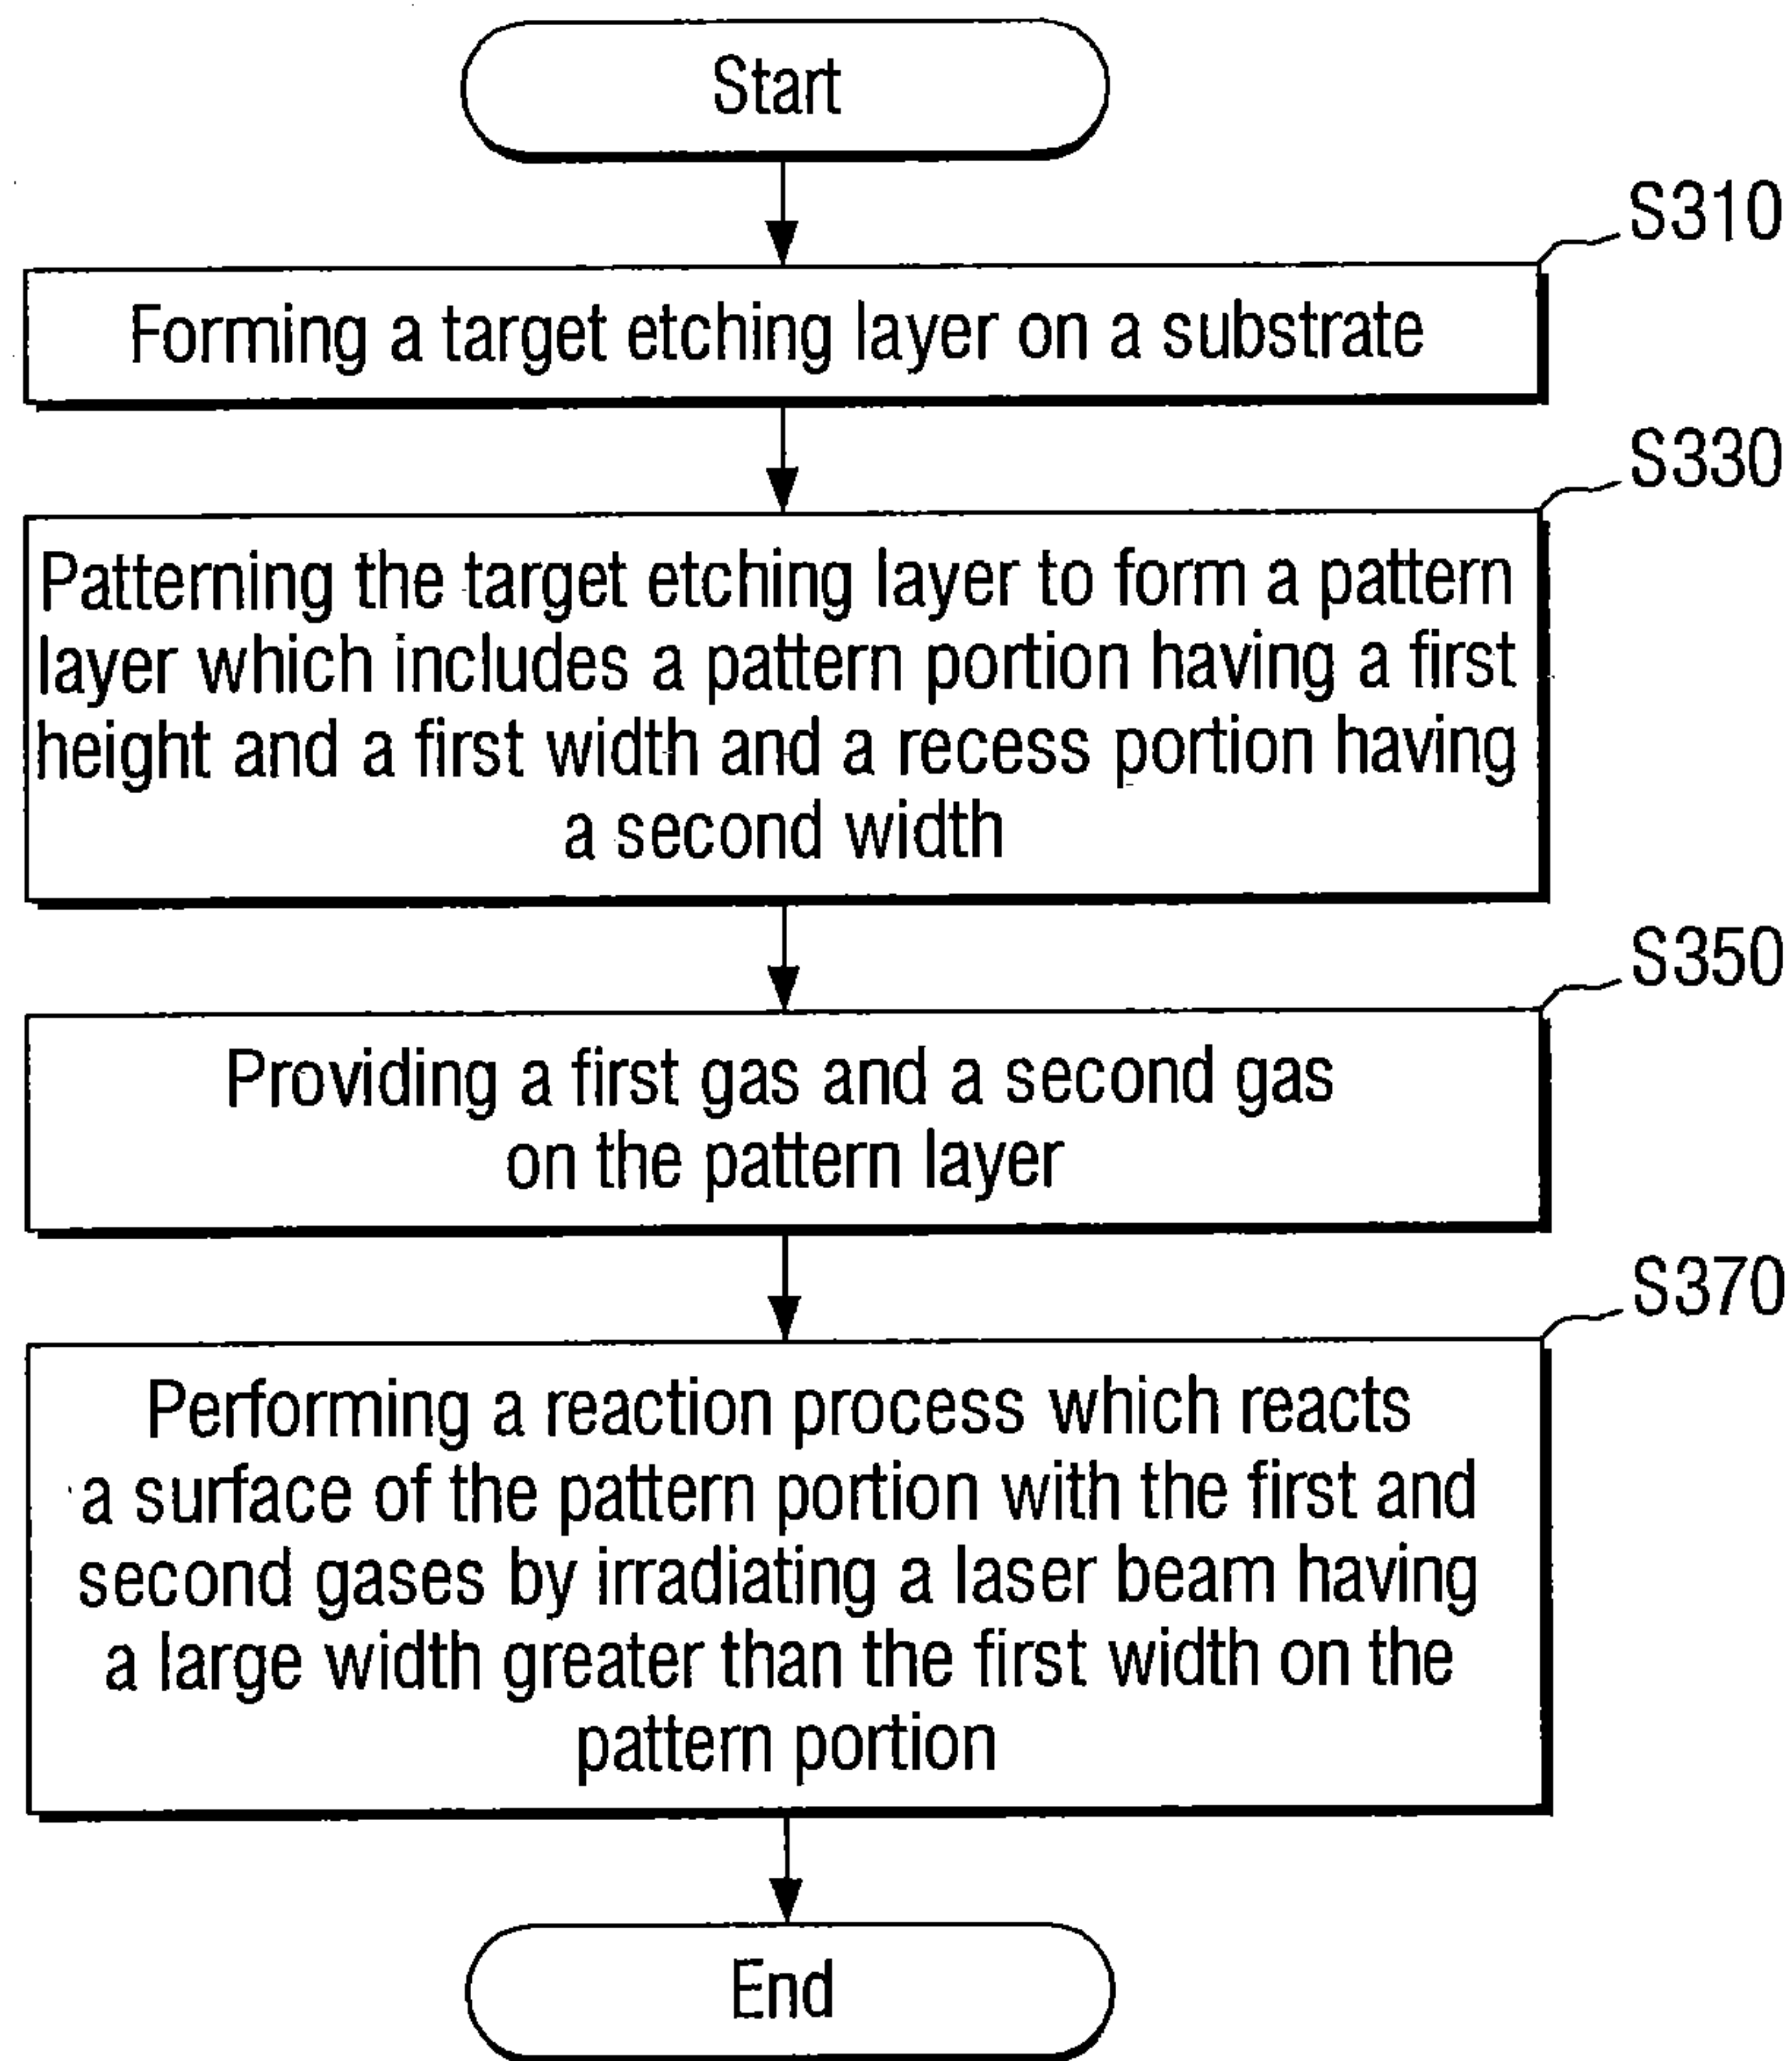 Start
S310
Forming a target etching layer on a substrate
S330
Patterning the target etching layer to form a pattern
layer which includes a pattern portion having a first
height and a first width and a recess portion having
a second width
S350
Providing a first gas and a second gas
on the pattern layer
S370
Performing a reaction process which reacts
a surface of the pattern portion with the first and
second gases by irradiating a laser beam having
a large width greater than the first width on the
pattern portion
End